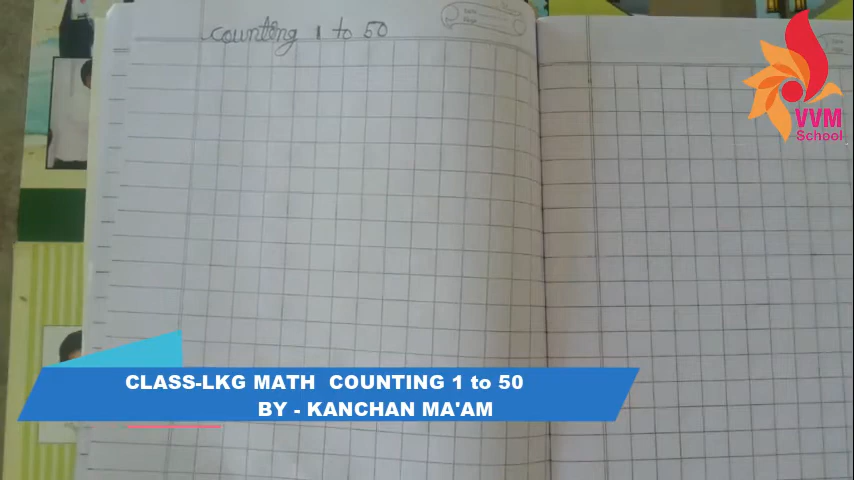 counting 1 to 50
VVM
School
CLASS-LKG MATH COUNTING 1 to 50
BY - KANCHAN MA'AM